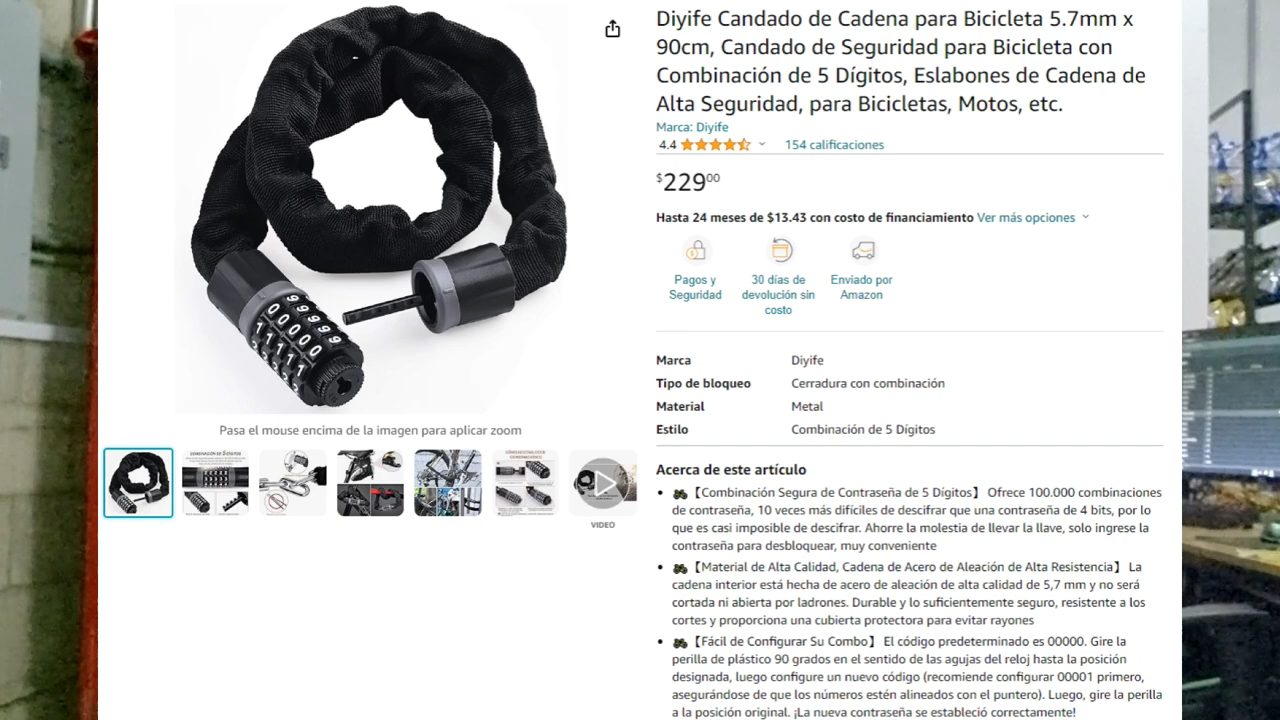 Diyife Candado de Cadena para Bicicleta 5.7mm x
90cm, Candado de Seguridad para Bicicleta con
Combinación de 5 Dígitos, Eslabones de Cadena de
Alta Seguridad, para Bicicletas, Motos, etc.
Marca: Diyife
4.4 154 calificaciones
$22900
Hasta 24 meses de $13.43 con costo de financiamiento Ver más opciones
Pagos y
Seguridad
30 días de
devolución sin
costo
Enviado por
Amazon
Marca Diyife
Tipo de bloqueo Cerradura con combinación
Material Metal
Estilo Combinación de 5 Dígitos
Pasa el mouse encima de la imagen para aplicar zoom
VIDEO
Acerca de este artículo
• 【Combinación Segura de Contraseña de 5 Dígitos】 Ofrece 100.000 combinaciones
de contraseña, 10 veces más difíciles de descifrar que una contraseña de 4 bits, por lo
que es casi imposible de descifrar. Ahorre la molestia de llevar la llave, solo ingrese la
contraseña para desbloquear, muy conveniente
• 【Material de Alta Calidad, Cadena de Acero de Aleación de Alta Resistencia】 La
cadena interior está hecha de acero de aleación de alta calidad de 5,7 mm y no será
cortada ni abierta por ladrones. Durable y lo suficientemente seguro, resistente a los
cortes y proporciona una cubierta protectora para evitar rayones
• 【Fácil de Configurar Su Combo】 El código predeterminado es 00000. Gire la
perilla de plástico 90 grados en el sentido de las agujas del reloj hasta la posición
designada, luego configure un nuevo código (recomiende configurar 00001 primero,
asegurándose de que los números estén alineados con el puntero). Luego, gire la perilla
a la posición original. ¡La nueva contraseña se estableció correctamente!